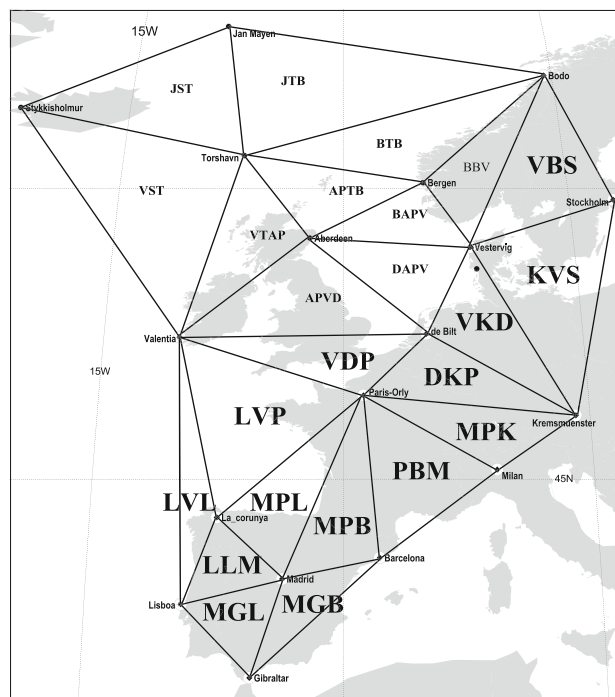 15W
Jan Mayen
JTB
Bodo
JST
Stykkisholmur
BTB
Torshavn
BBV
VBS
Bergen
APTB
VST
Stockholm
BAPV
VTAP
Aberdeen
Vestervig
DAPV
KVS
APVD
VKD
Valentia
de Bilt
VDP
15W
DKP
Paris-Orly
LVP
Kremsmuenster
MPK
PBM
Milan
45N
LVL
MPL
La_corunya
MPB
Barcelona
LLM
Madrid
Lisboa
MGL
MGB
Gibraltar